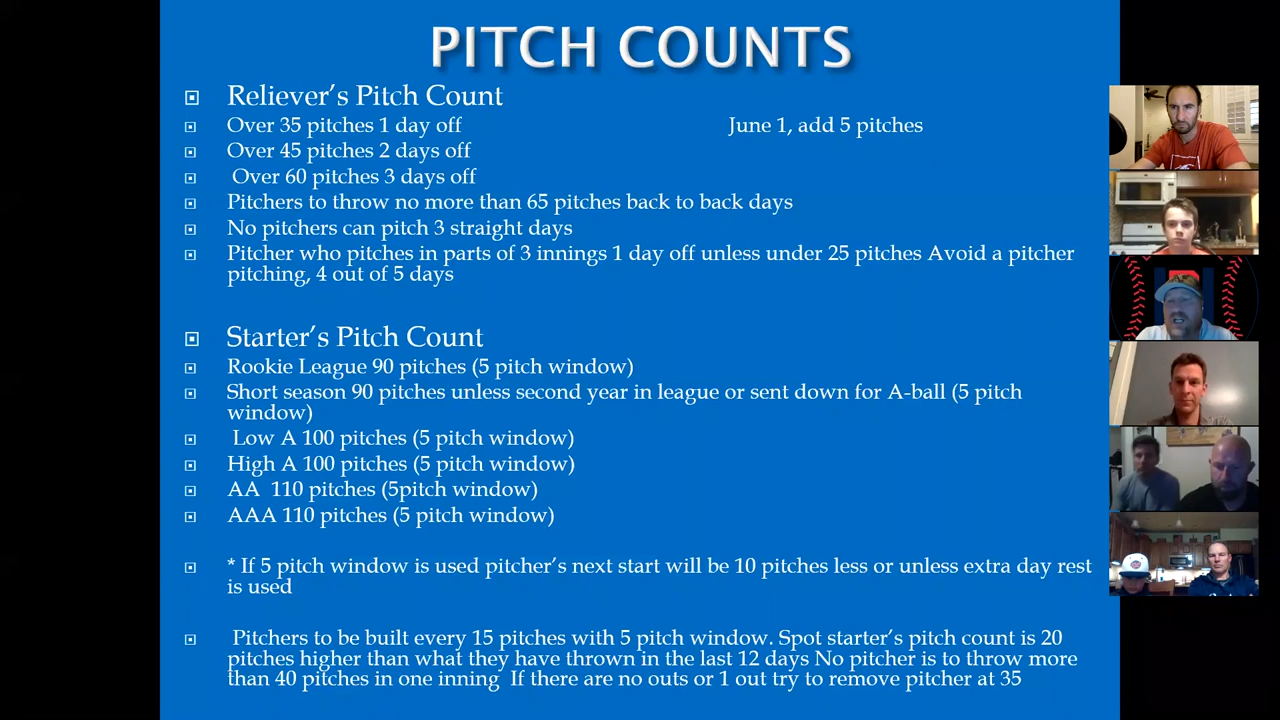 PITCH COUNTS
Reliever’s Pitch Count
Over 35 pitches 1 day off
June 1, add 5 pitches
Over 45 pitches 2 days off
Over 60 pitches 3 days off
Pitchers to throw no more than 65 pitches back to back days
No pitchers can pitch 3 straight days
Pitcher who pitches in parts of 3 innings 1 day off unless under 25 pitches Avoid a pitcher
pitching, 4 out of 5 days
Starter’s Pitch Count
Rookie League 90 pitches (5 pitch window)
Short season 90 pitches unless second year in league or sent down for A-ball (5 pitch
window)
Low A 100 pitches (5 pitch window)
High A 100 pitches (5 pitch window)
AA 110 pitches (5pitch window)
AAA 110 pitches (5 pitch window)
* If 5 pitch window is used pitcher’s next start will be 10 pitches less or unless extra day rest
is used
Pitchers to be built every 15 pitches with 5 pitch window. Spot starter’s pitch count is 20
pitches higher than what they have thrown in the last 12 days No pitcher is to throw more
than 40 pitches in one inning If there are no outs or 1 out try to remove pitcher at 35